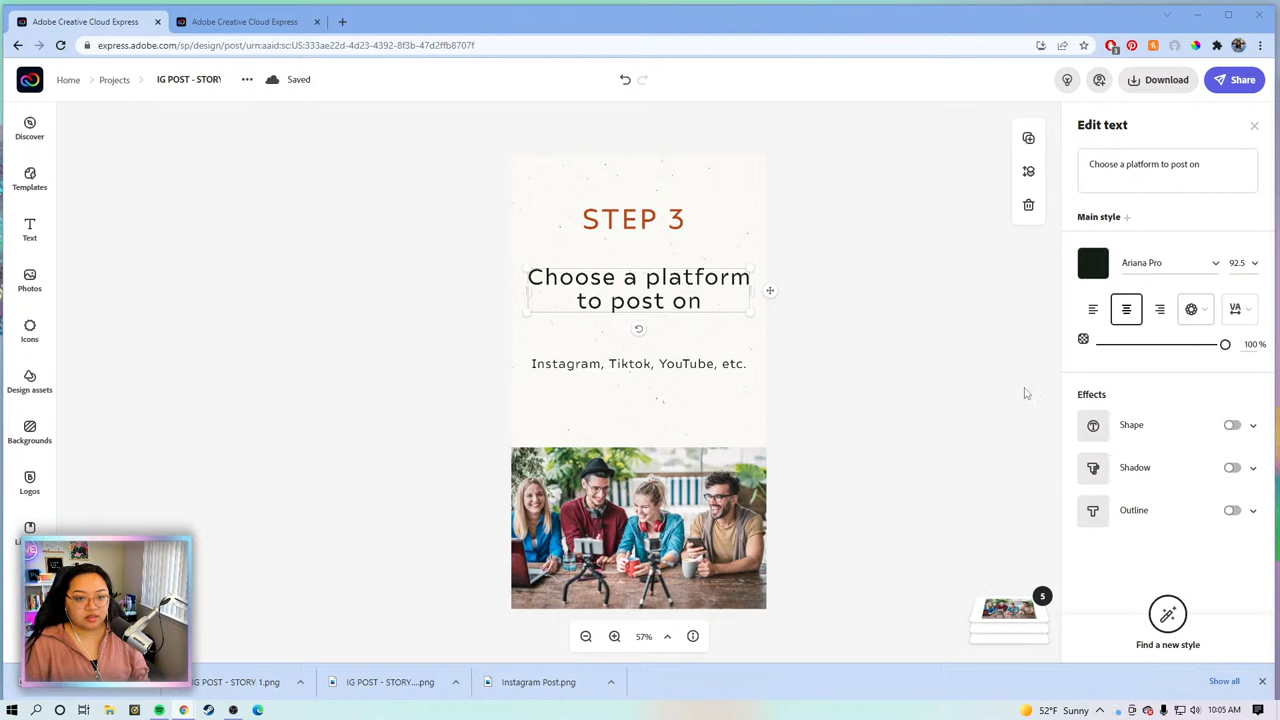 Adobe Creative Cloud Express
Adobe Creative Cloud Express
express.adobe.com/sp/design/post/urn:aaid:sc:US:333ae22d-4d23-4392-8f3b-47d2ffb8707f
Home
Projects
IG POST - STORY
Saved
Download
Share
Discover
Templates
Text
Photos
Icons
Design assets
Backgrounds
Logos
STEP 3
Choose a platform
to post on
Instagram, Tiktok, YouTube, etc.
57%
5
Edit text
Choose a platform to post on
Main style
Ariana Pro
92.5
VA
100 %
Effects
Shape
Shadow
Outline
Find a new style
IG POST - STORY 1.png
IG POST - STORY....png
Instagram Post.png
Show all
52°F Sunny
10:05 AM